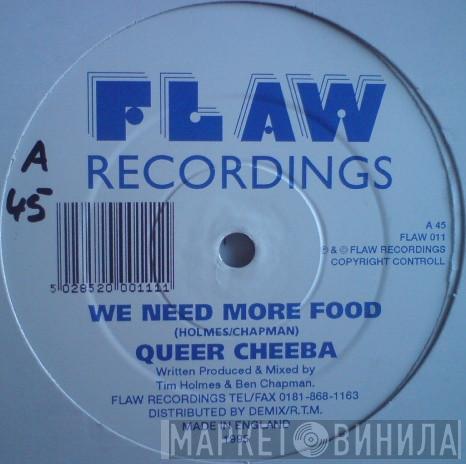 FLAW
RECORDINGS
A
45
A 45
FLAW 011
℗ & © FLAW RECORDINGS
COPYRIGHT CONTROLL
5 028520 001111
WE NEED MORE FOOD
(HOLMES/CHAPMAN)
QUEER CHEEBA
Written Produced & Mixed by
Tim Holmes & Ben Chapman.
FLAW RECORDINGS TEL/FAX 0181-868-1163
DISTRIBUTED BY DEMIX/R.T.M.
MADE IN ENGLAND
1995
МАРКЕТ ВИНИЛА